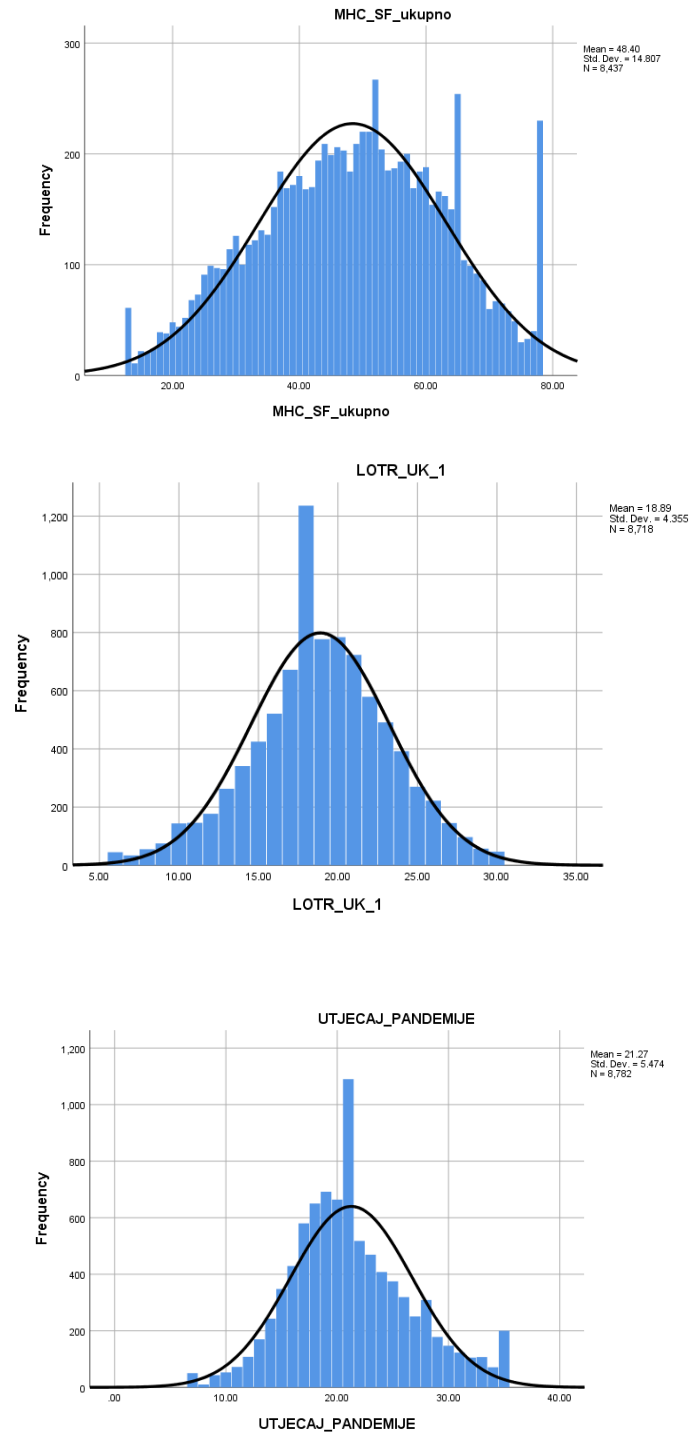 MHC_SF_ukupno
Mean = 48.40
Std. Dev. = 14.807
N = 8,437
300
200
100
0
Frequency
20.00 40.00 60.00 80.00
MHC_SF_ukupno
LOTR_UK_1
Mean = 18.89
Std. Dev. = 4.355
N = 8,718
1,200
1,000
800
600
400
200
0
Frequency
5.00 10.00 15.00 20.00 25.00 30.00 35.00
LOTR_UK_1
UTJECAJ_PANDEMIJE
Mean = 21.27
Std. Dev. = 5.474
N = 8,782
1,200
1,000
800
600
400
200
0
Frequency
.00 10.00 20.00 30.00 40.00
UTJECAJ_PANDEMIJE